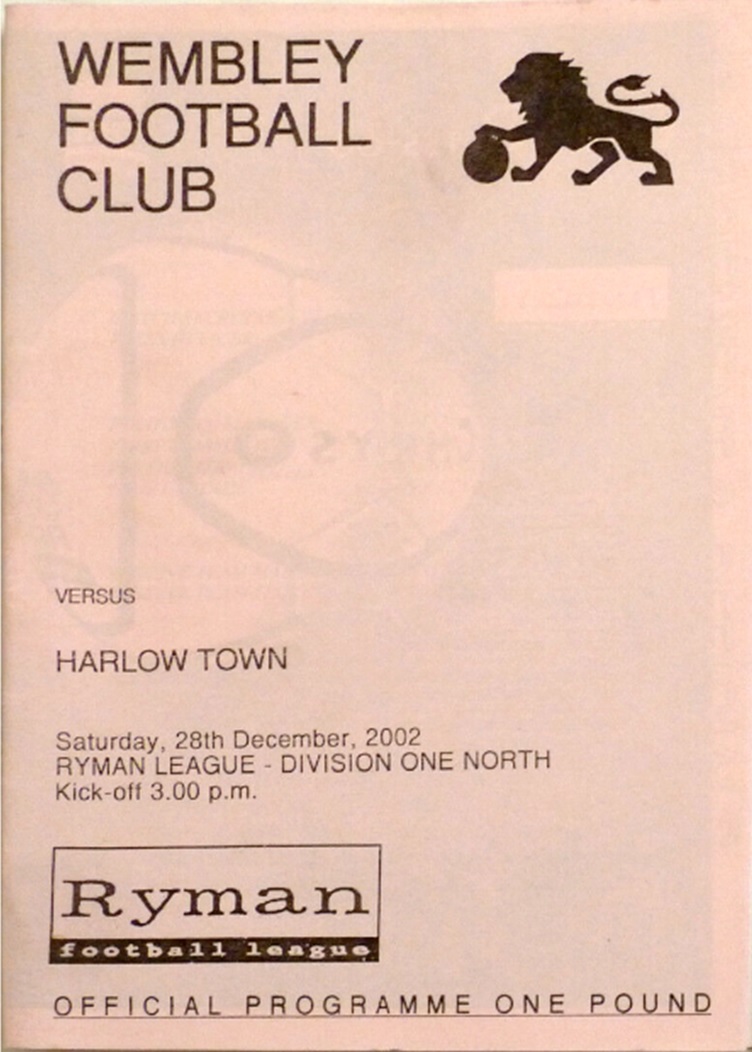 WEMBLEY
FOOTBALL
CLUB
VERSUS
HARLOW TOWN
Saturday, 28th December, 2002
RYMAN LEAGUE - DIVISION ONE NORTH
Kick-off 3.00 p.m.
Ryman
football league
OFFICIAL PROGRAMME ONE POUND